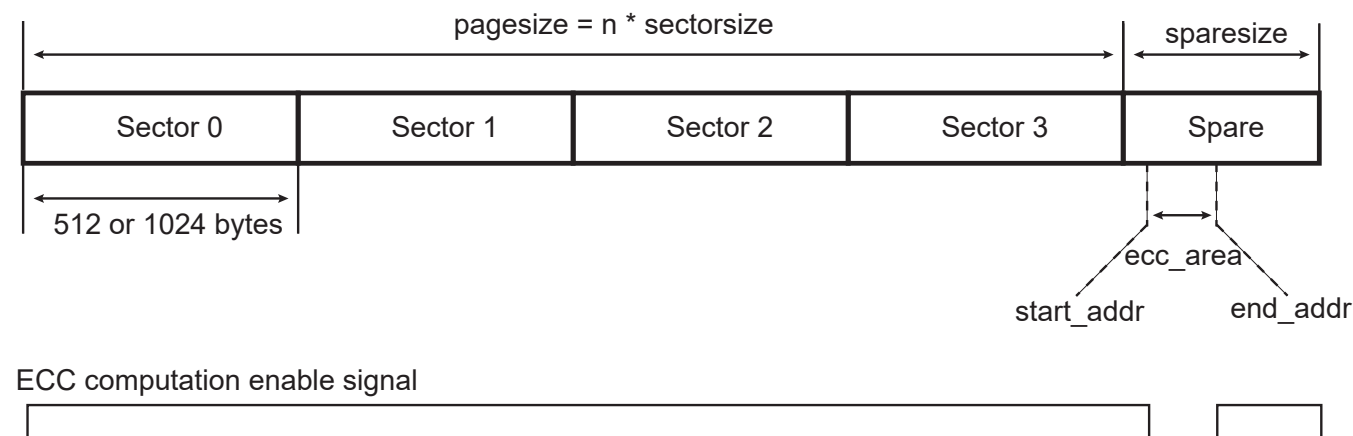 pagesize = n * sectorsize
sparesize
Sector 0
Sector 1
Sector 2
Sector 3
Spare
512 or 1024 bytes
ecc_area
start_addr
end_addr
ECC computation enable signal